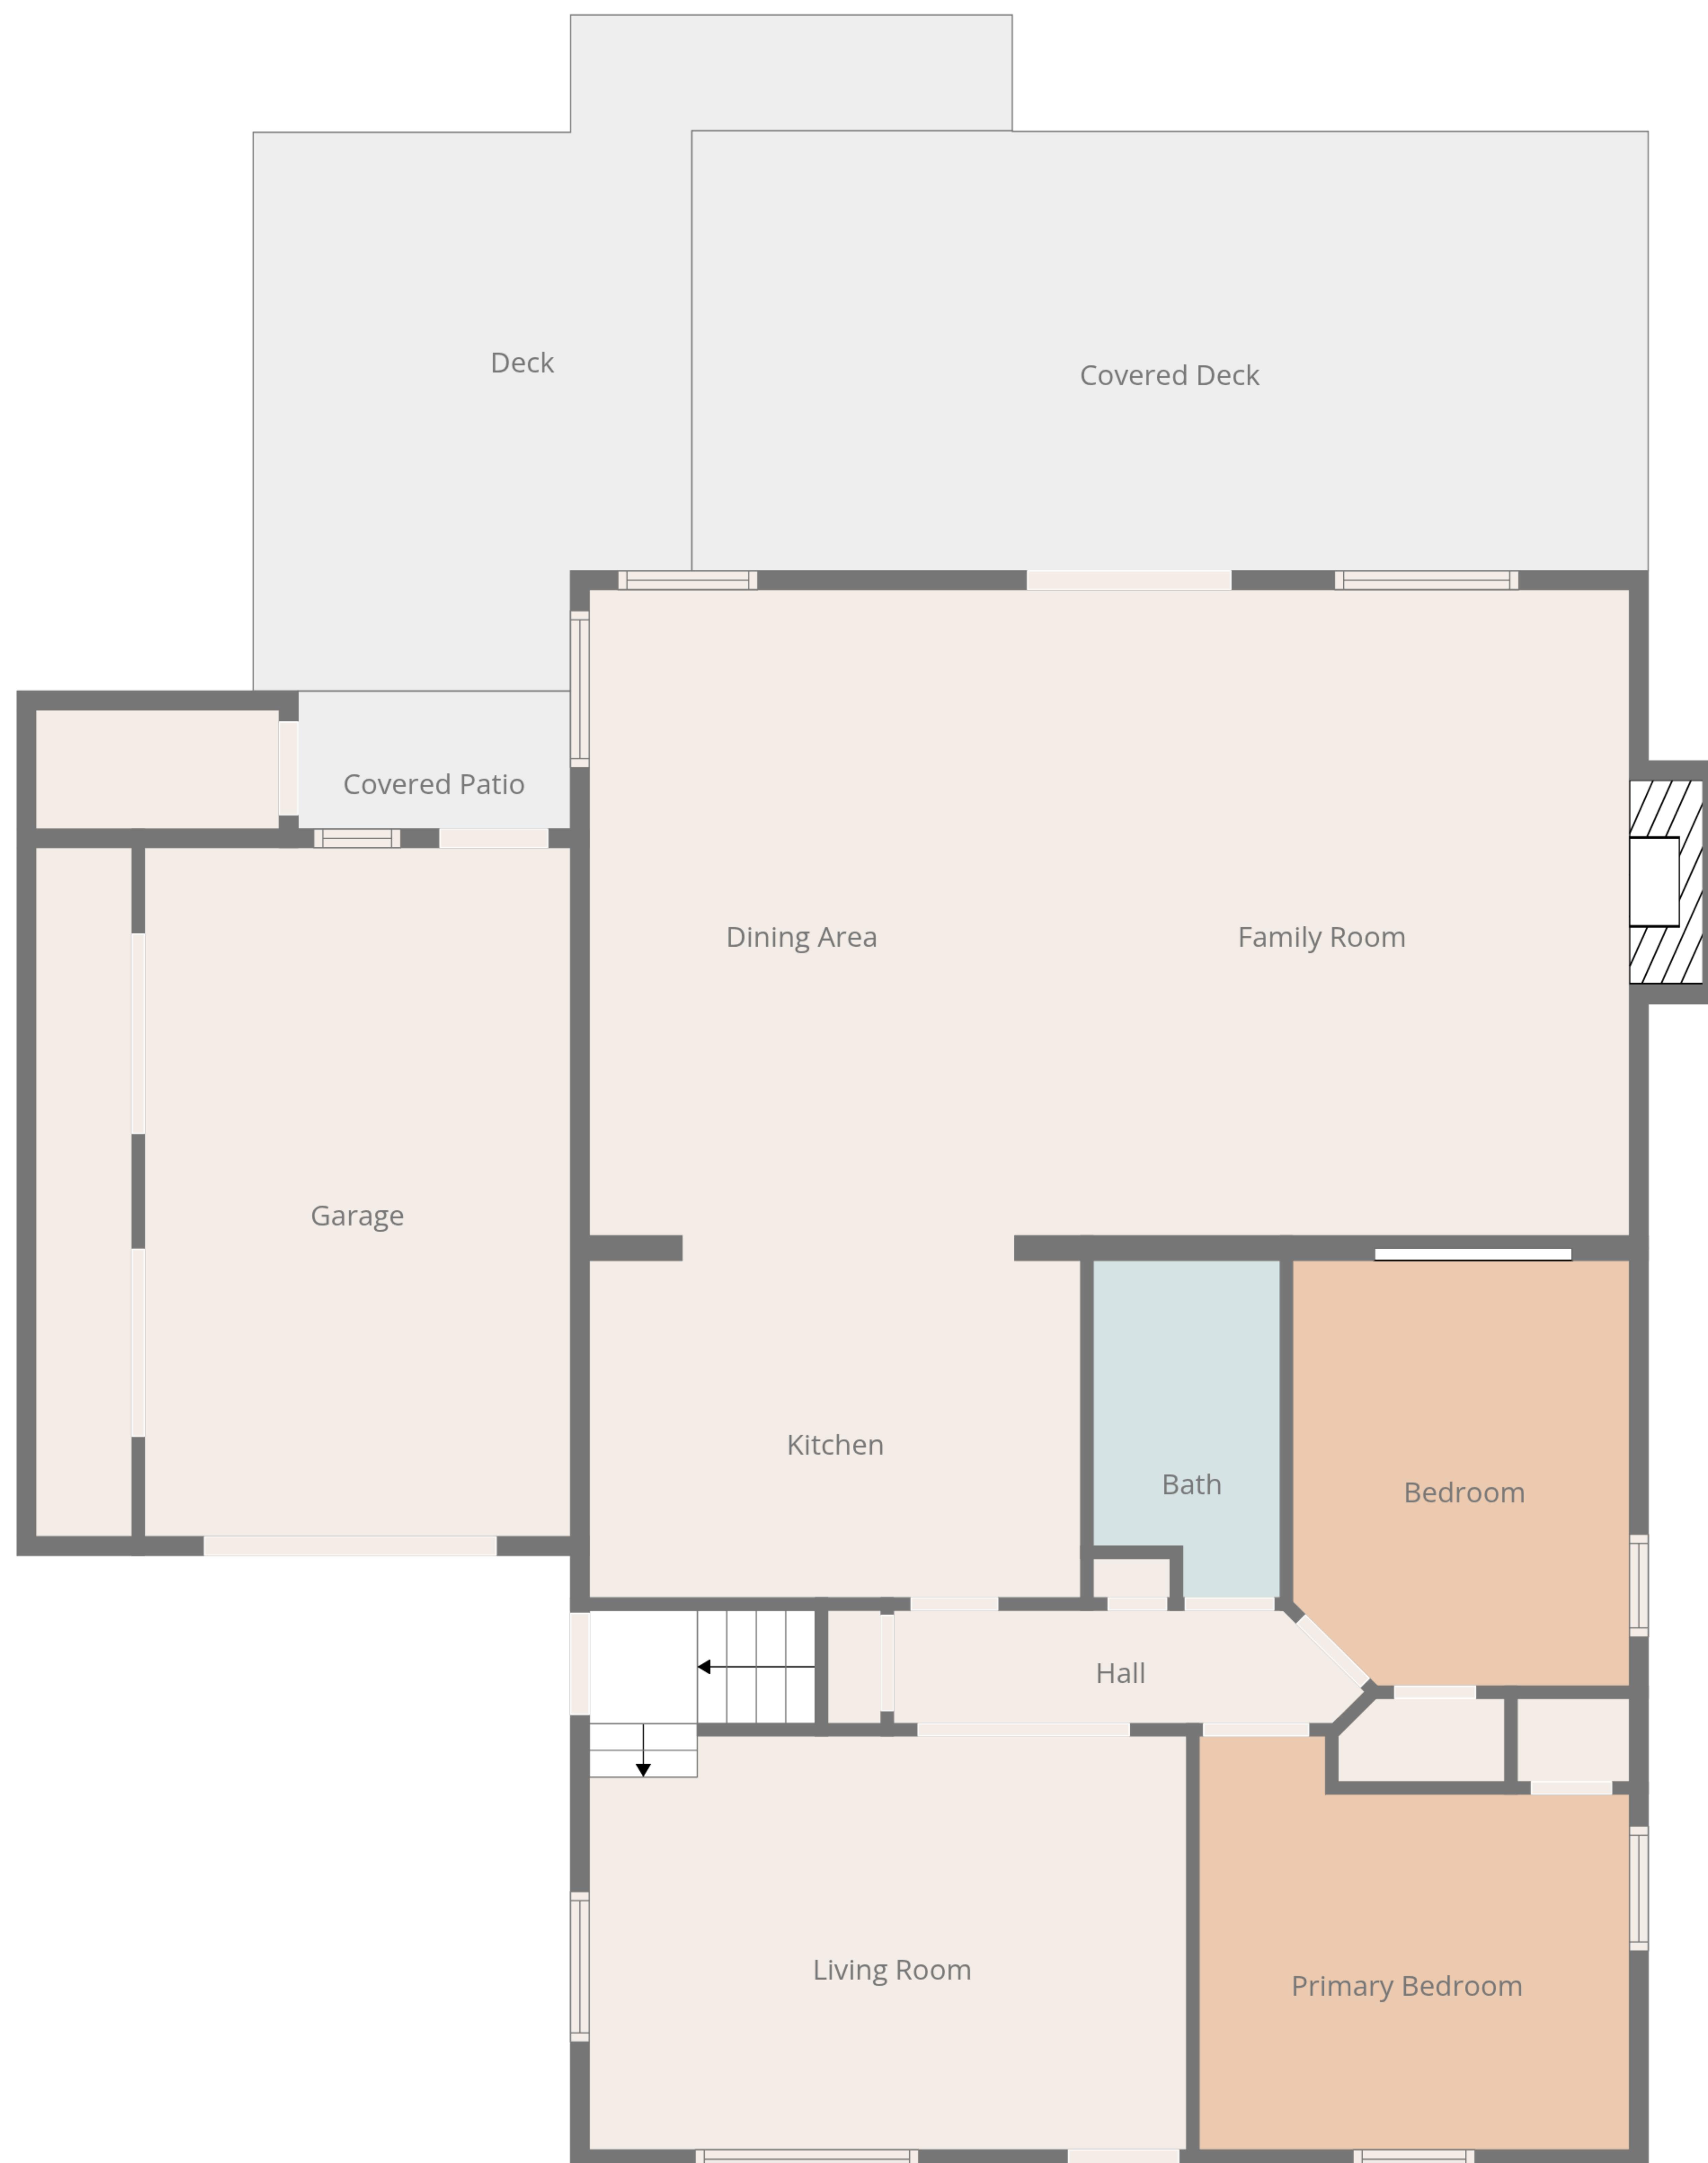 Deck
Covered Deck
Covered Patio
Dining Area
Family Room
Garage
Kitchen
Bath
Bedroom
Hall
Living Room
Primary Bedroom